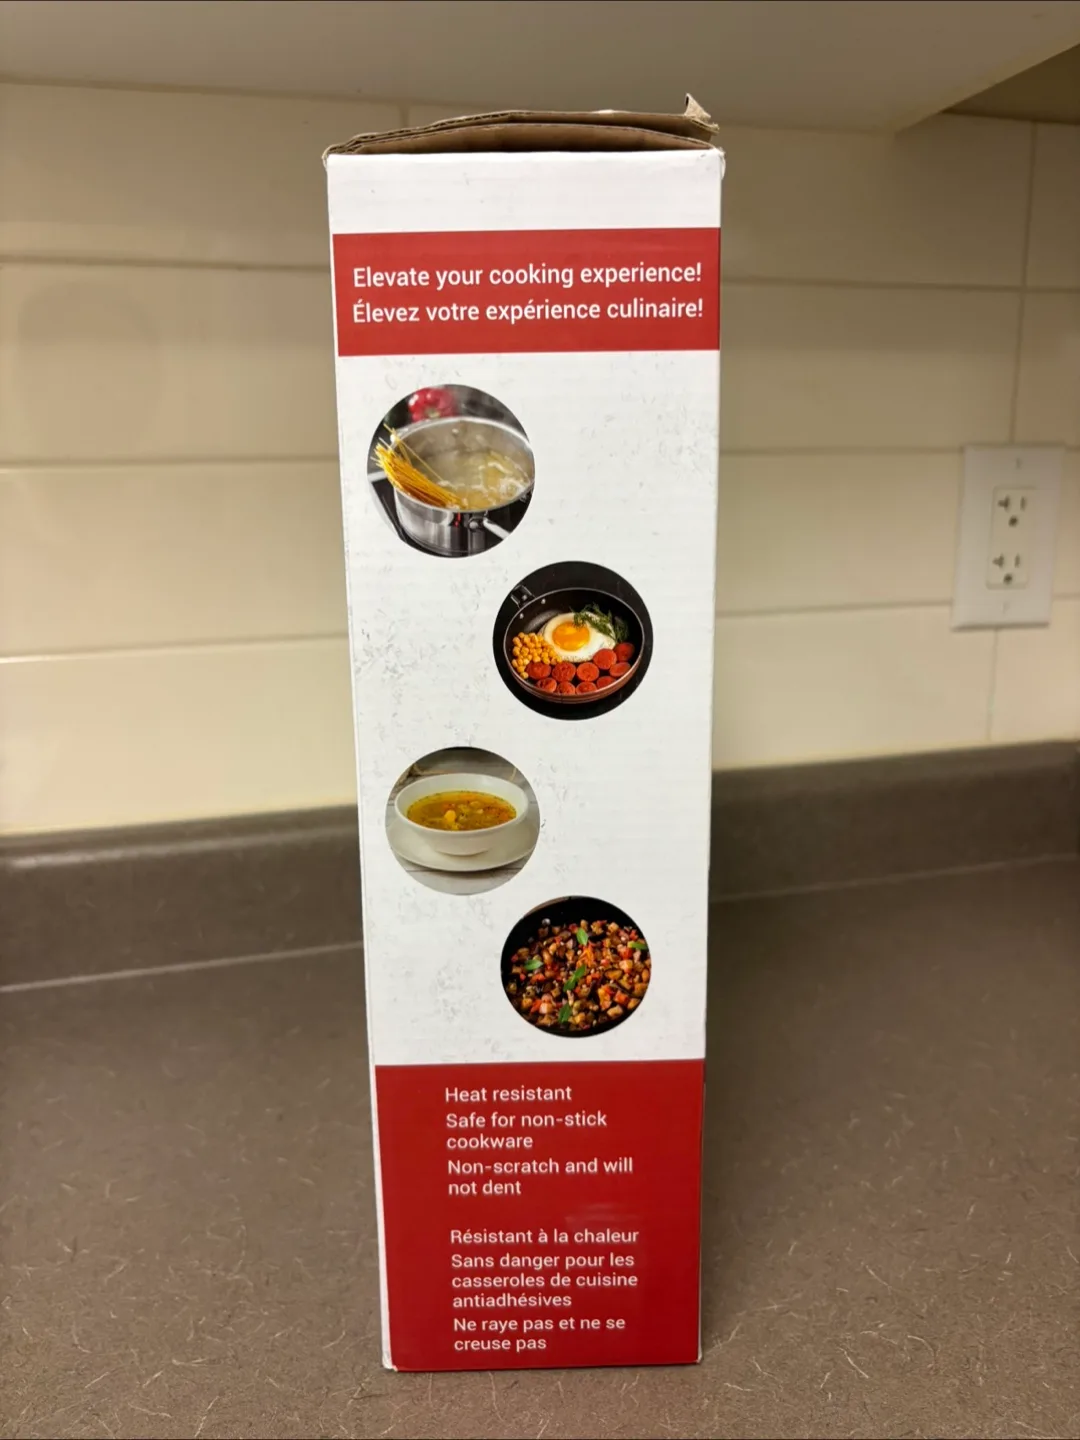 Elevate your cooking experience!
Élevez votre expérience culinaire!
Heat resistant
Safe for non-stick
cookware
Non-scratch and will
not dent
Résistant à la chaleur
Sans danger pour les
casseroles de cuisine
antiadhésives
Ne raye pas et ne se
creuse pas